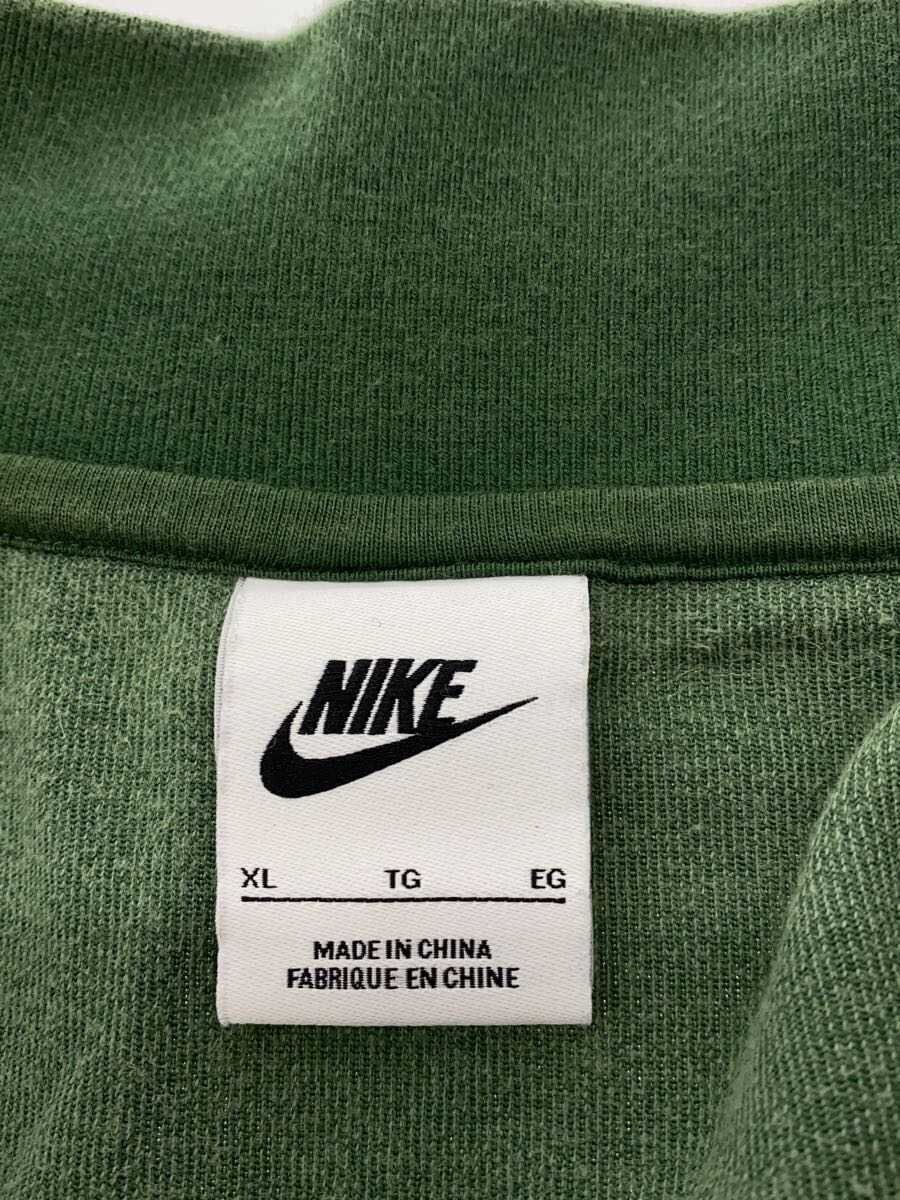 NIKE
XL TG EG
MADE IN CHINA
FABRIQUE EN CHINE